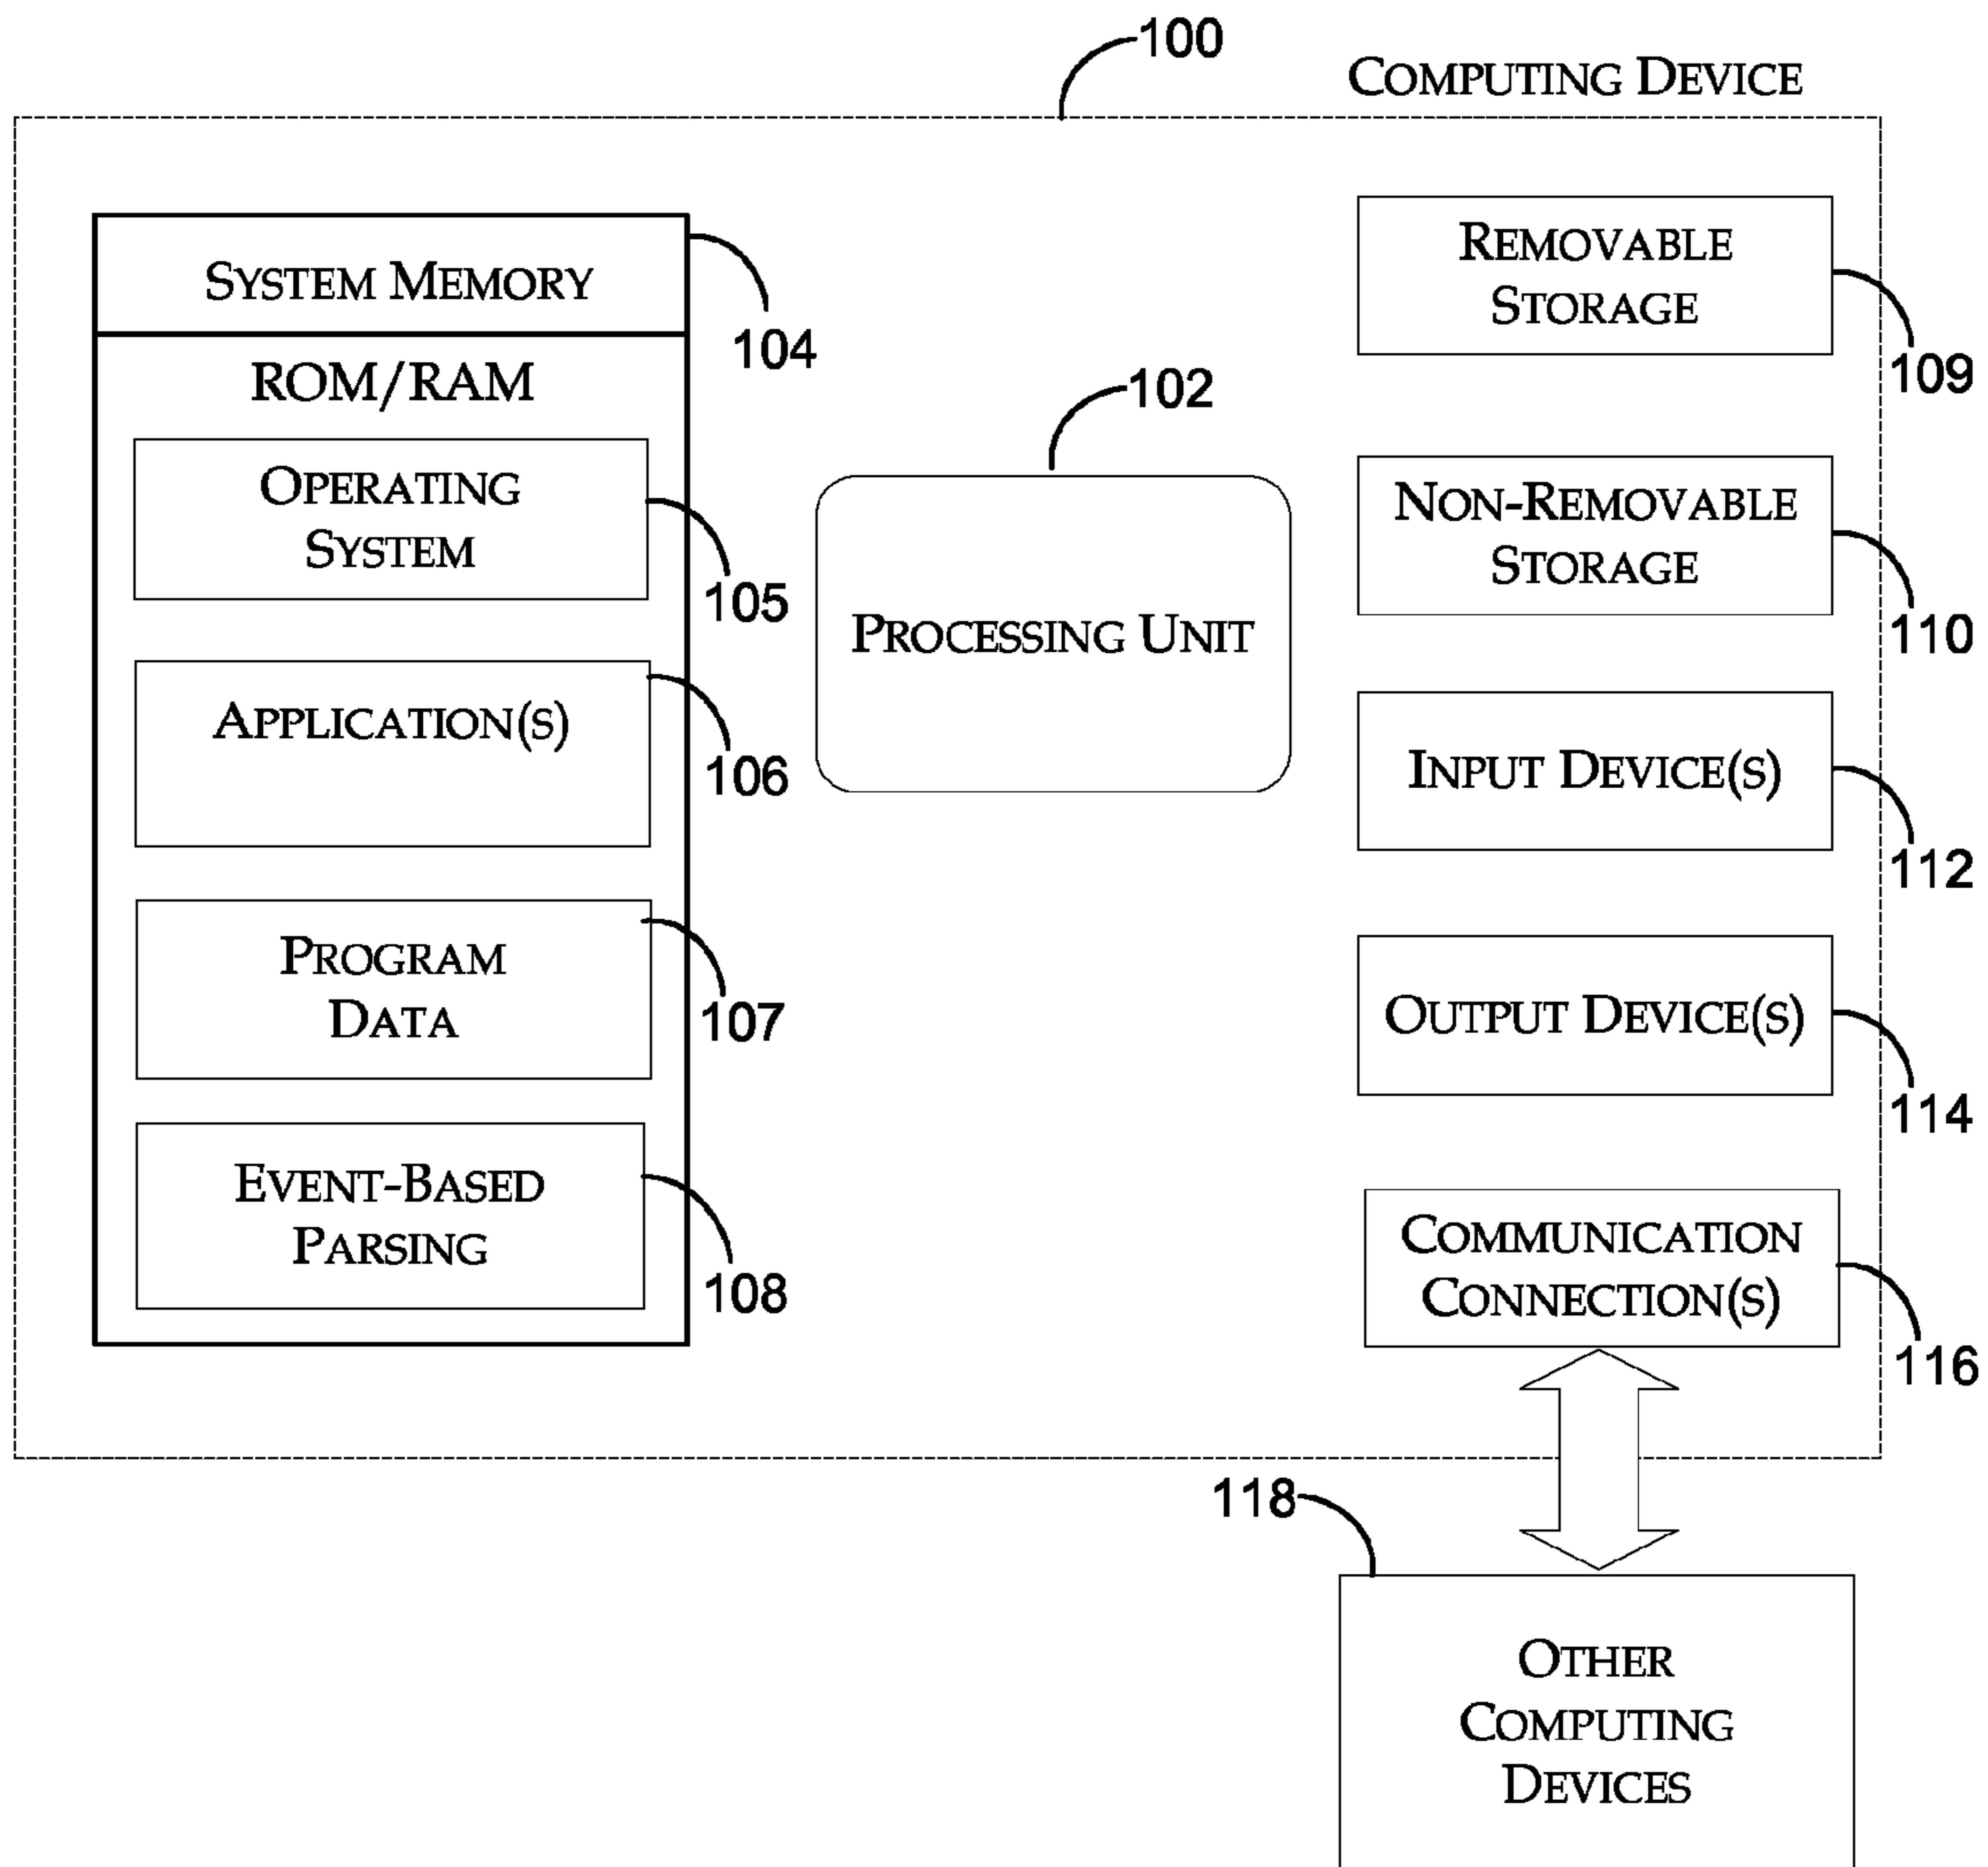 100
COMPUTING DEVICE
SYSTEM MEMORY
104
ROM/RAM
OPERATING
SYSTEM
105
APPLICATION(S)
106
PROGRAM
DATA
107
EVENT-BASED
PARSING
108
102
PROCESSING UNIT
REMOVABLE
STORAGE
109
NON-REMOVABLE
STORAGE
110
INPUT DEVICE(S)
112
OUTPUT DEVICE(S)
114
COMMUNICATION
CONNECTION(S)
116
118
OTHER
COMPUTING
DEVICES